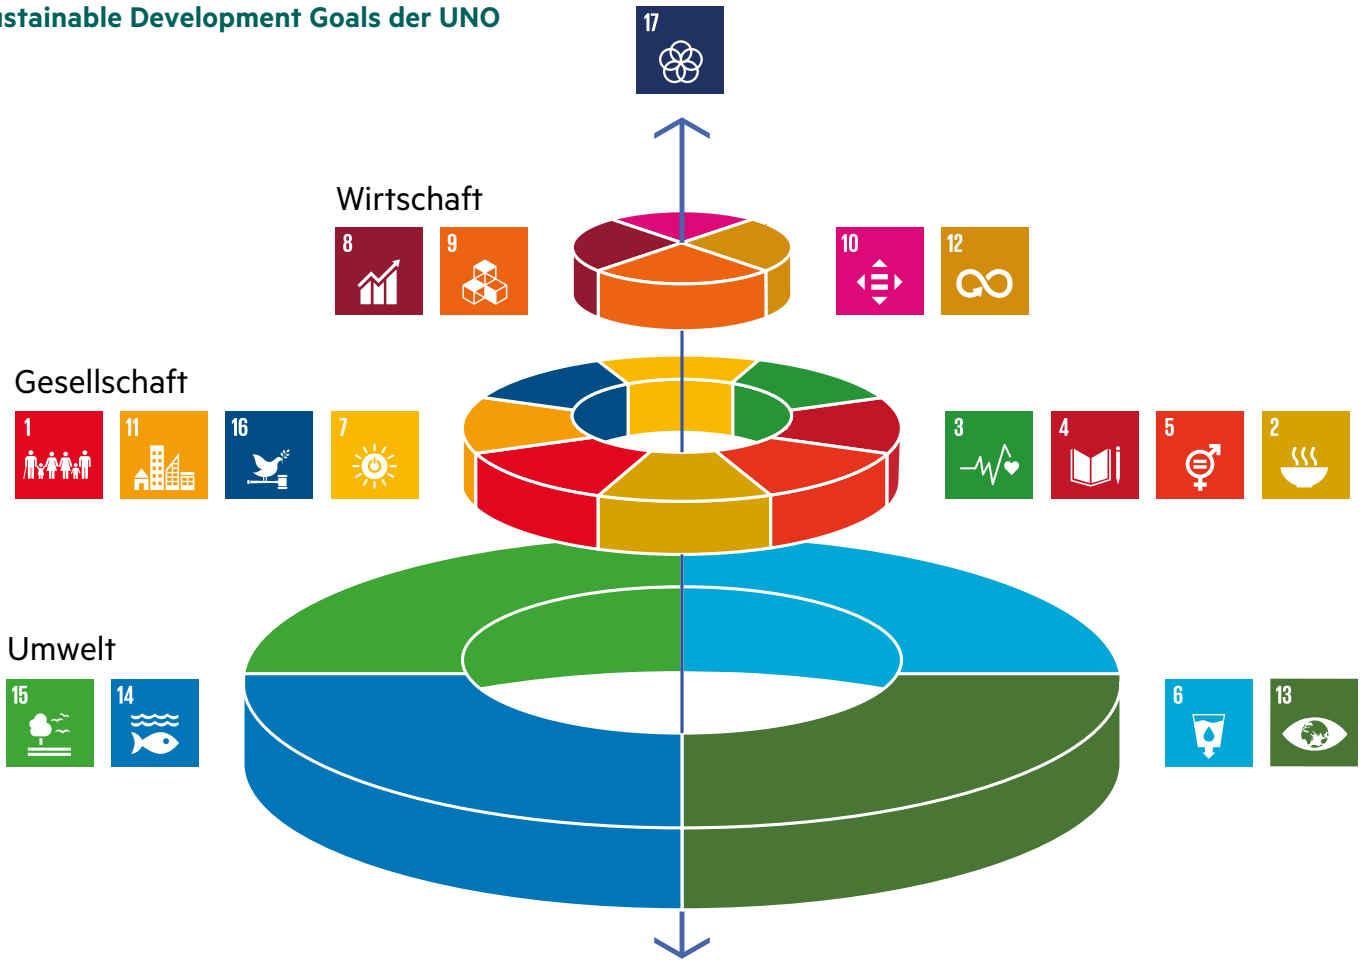 ustainable Development Goals der UNO
17
Wirtschaft
8 9 10 12
Gesellschaft
1 11 16 7 3 4 5 2
Umwelt
15 14 6 13